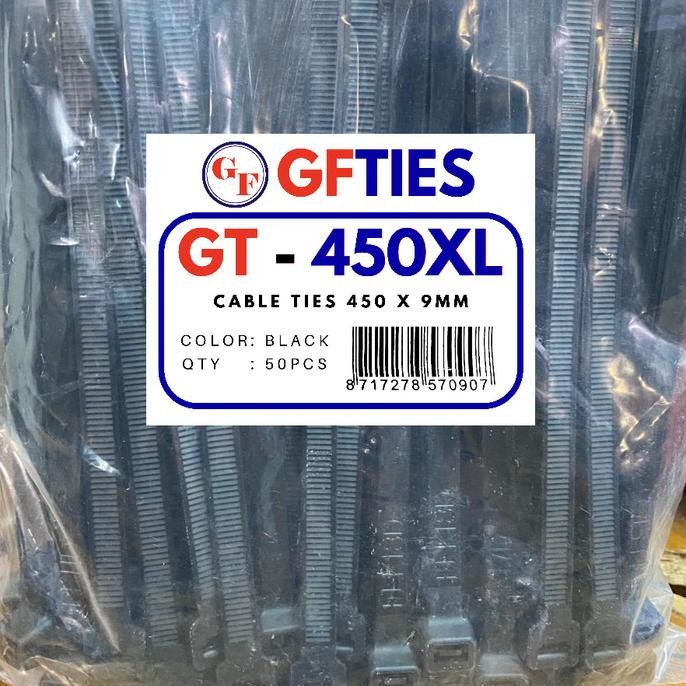 GF GFTIES
GT - 450XL
CABLE TIES 450 X 9MM
COLOR: BLACK
QTY : 50PCS
8717278570907